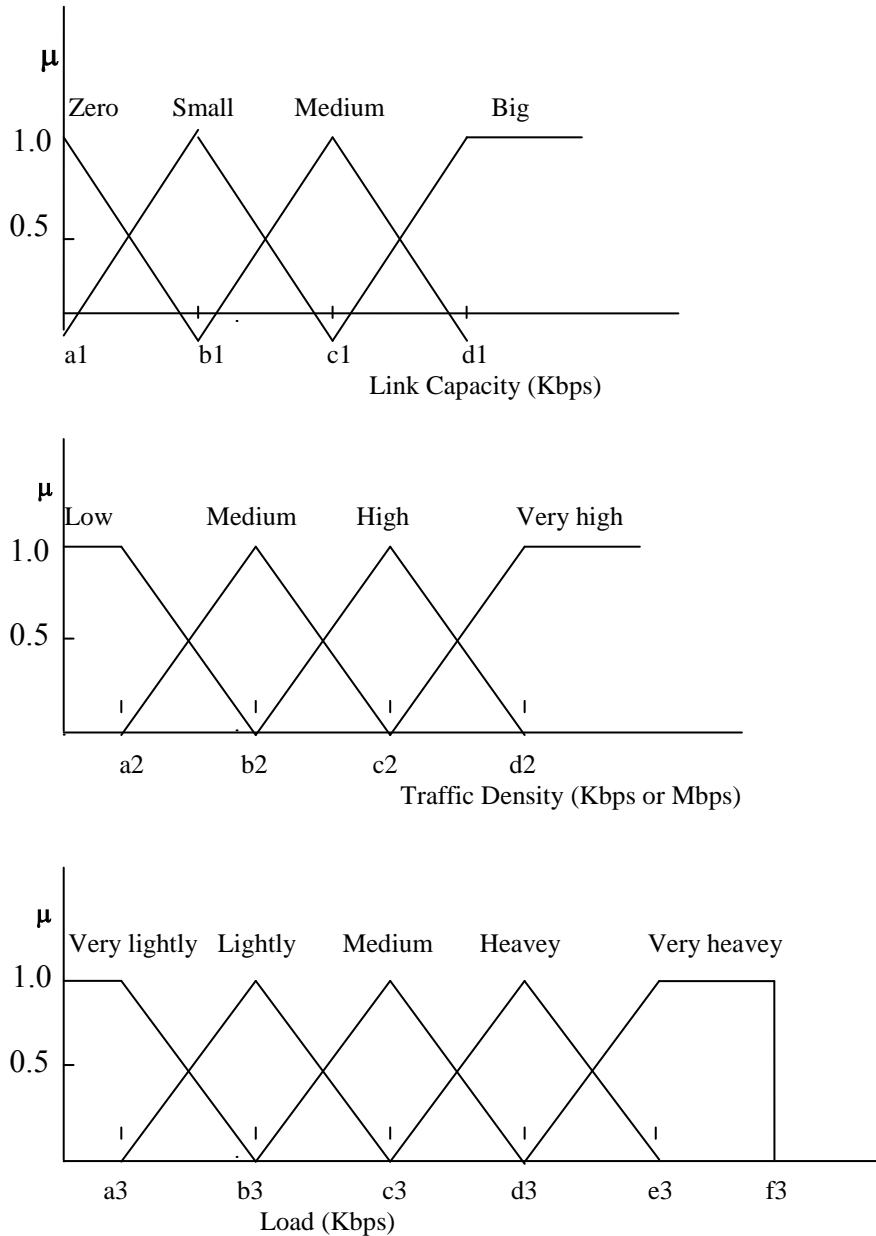 μ
Zero Small Medium Big
1.0
0.5
a1 b1 c1 d1
Link Capacity (Kbps)
μ
Low Medium High Very high
1.0
0.5
a2 b2 c2 d2
Traffic Density (Kbps or Mbps)
μ
Very lightly Lightly Medium Heavey Very heavey
1.0
0.5
a3 b3 c3 d3 e3 f3
Load (Kbps)